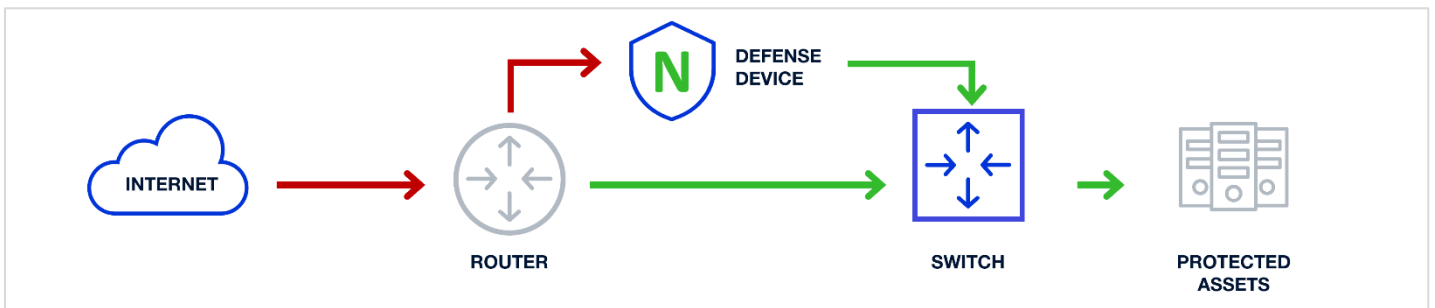 N
DEFENSE
DEVICE
INTERNET
ROUTER
SWITCH
PROTECTED
ASSETS